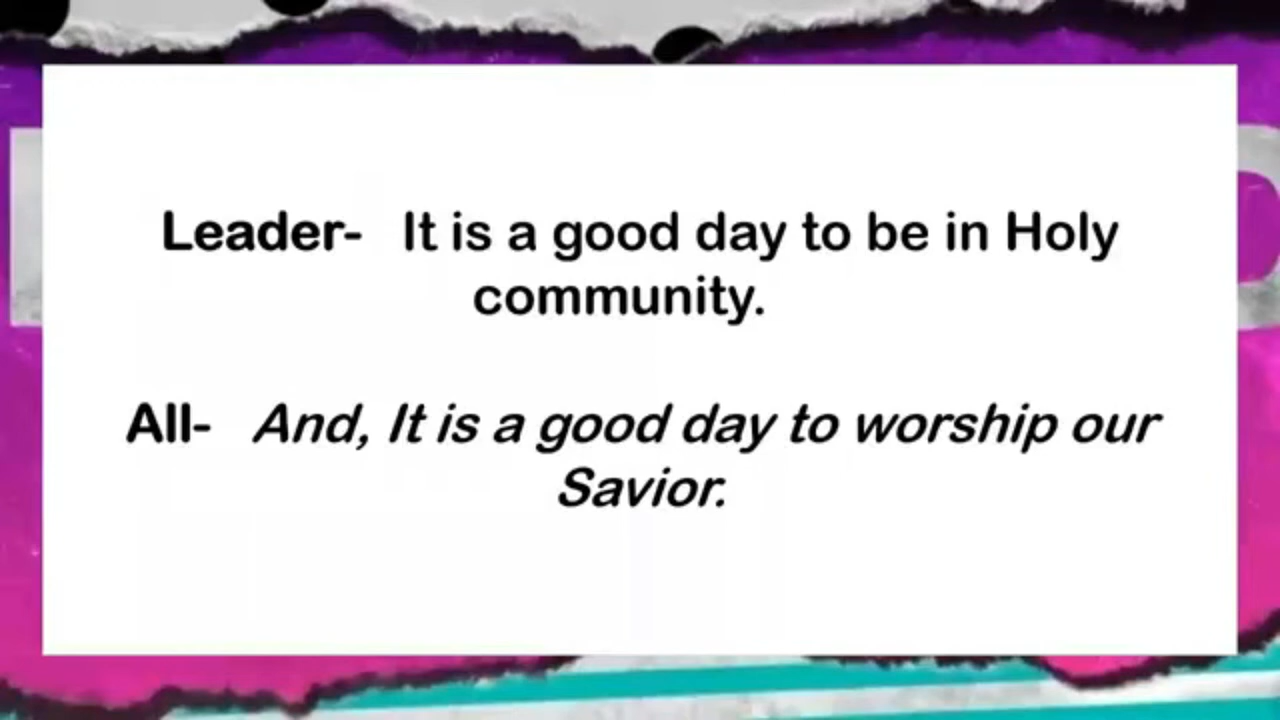 Leader-   It is a good day to be in Holy
community.
All-   And, It is a good day to worship our
Savior.